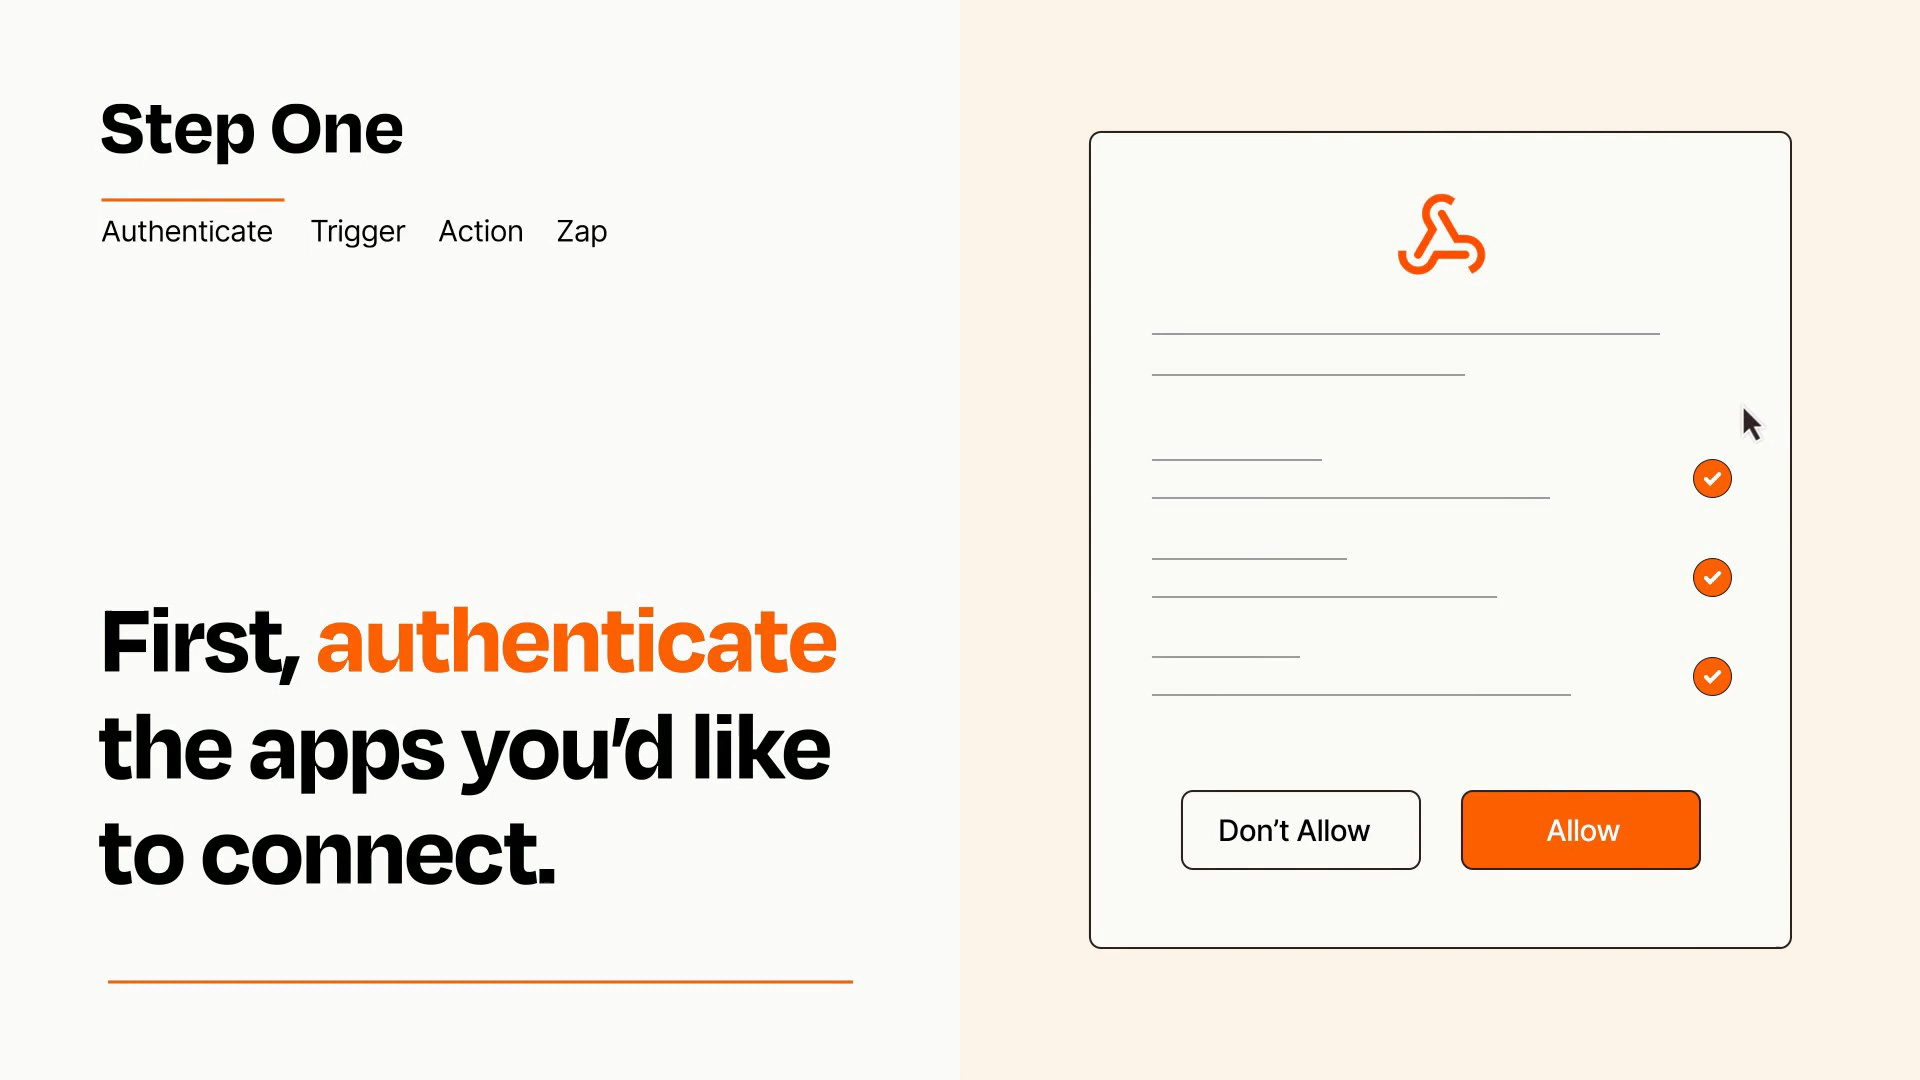 Step One
Authenticate Trigger Action Zap
First, authenticate
the apps you’d like
to connect.
Don’t Allow
Allow